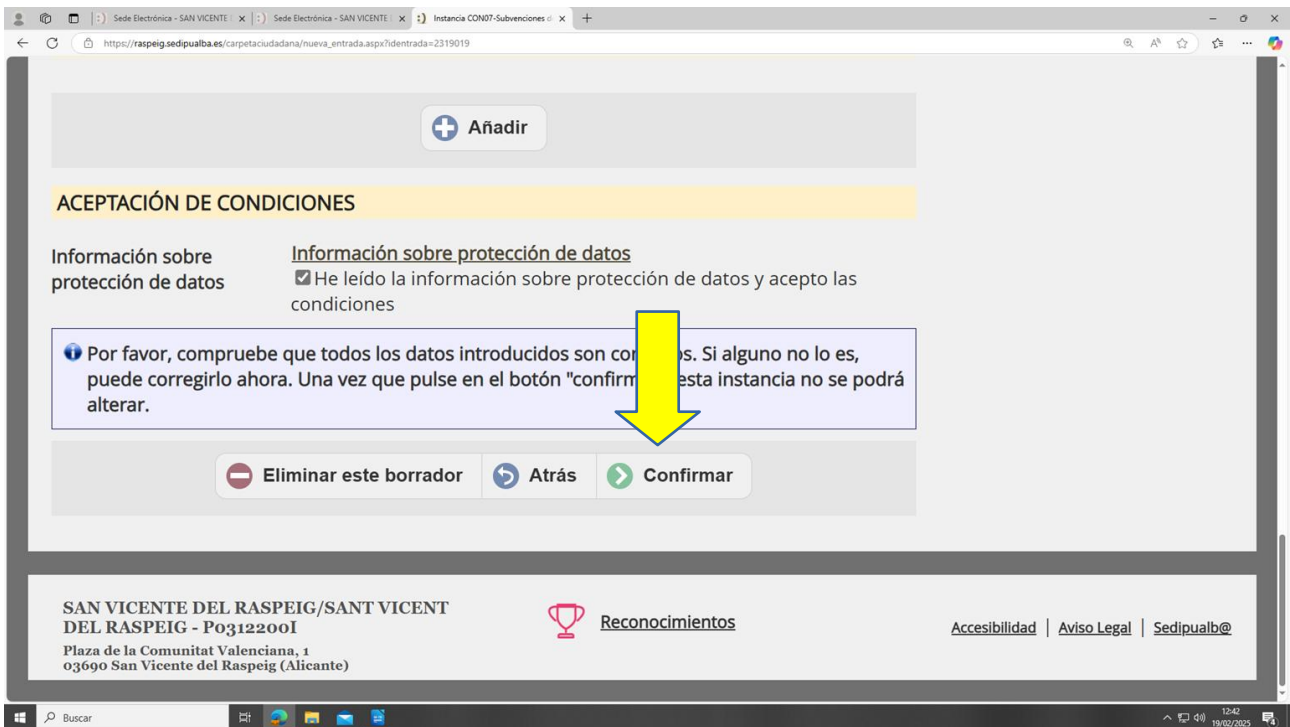 Sede Electrónica - SAN VICENTE
Sede Electrónica - SAN VICENTE
Instancia CON07-Subvenciones d
https://raspeig.sedipualba.es/carpetaciudadana/nueva_entrada.aspx?identrada=2319019
Añadir
ACEPTACIÓN DE CONDICIONES
Información sobre protección de datos
Información sobre
protección de datos
He leído la información sobre protección de datos y acepto las
condiciones
Por favor, compruebe que todos los datos introducidos son . Si alguno no lo es,
puede corregirlo ahora. Una vez que pulse en el botón "confirm esta instancia no se podrá
alterar.
Eliminar este borrador
Atrás
Confirmar
SAN VICENTE DEL RASPEIG/SANT VICENT
DEL RASPEIG - P0312200I
Plaza de la Comunitat Valenciana, 1
03690 San Vicente del Raspeig (Alicante)
Reconocimientos
Accesibilidad | Aviso Legal | Sedipualb@
Buscar
12:42
19/02/2025